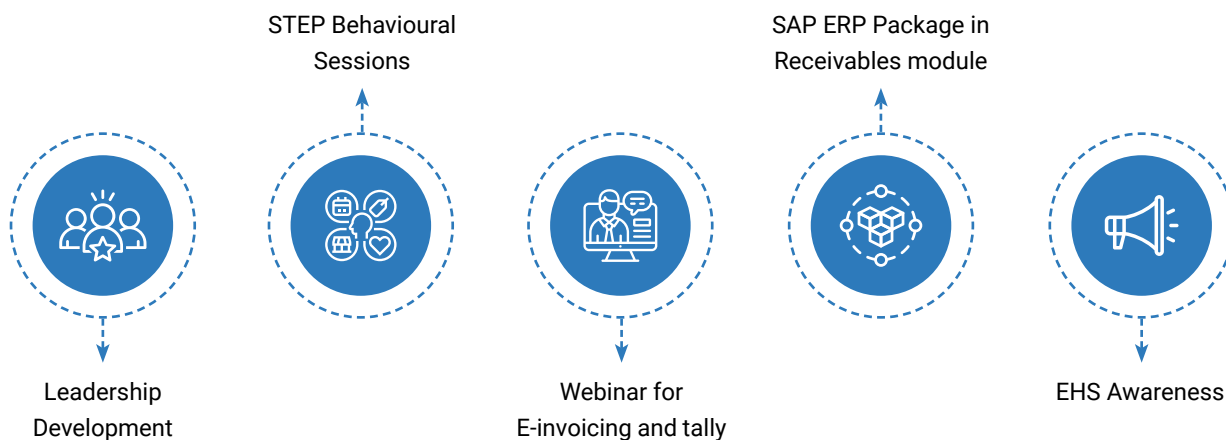 STEP Behavioural
Sessions
SAP ERP Package in
Receivables module
Leadership
Development
Webinar for
E-invoicing and tally
EHS Awareness